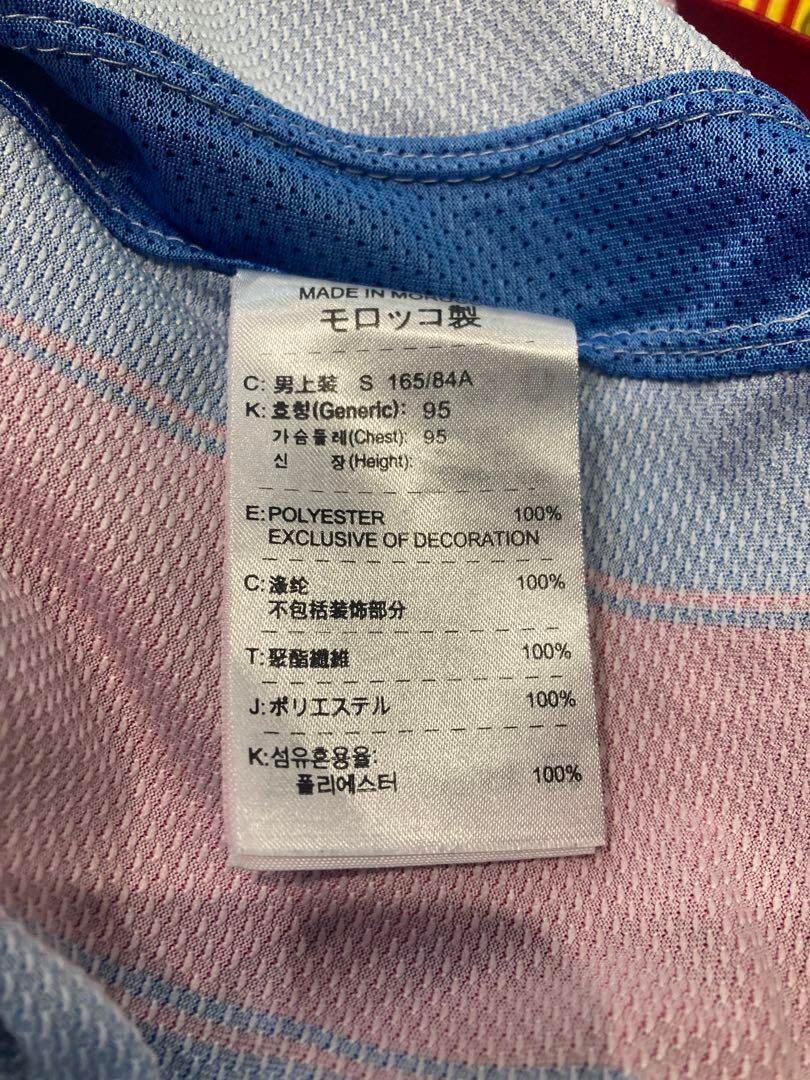 MADE IN MOROCCO
モロッコ製
C: 男上装 S 165/84A
K: 호칭(Generic): 95
가슴둘레(Chest): 95
신 장(Height):
E: POLYESTER 100%
EXCLUSIVE OF DECORATION
C: 涤纶 100%
不包括装饰部分
T: 聚酯纖維 100%
J: ポリエステル 100%
K: 섬유혼용율:
폴리에스터 100%